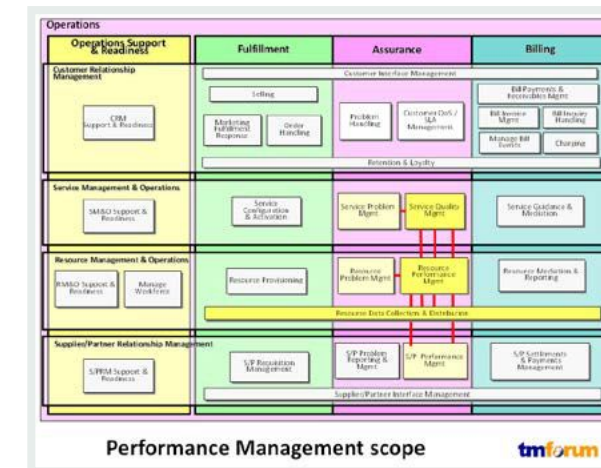 Operations
Operations Support
& Readiness
Fulfillment
Assurance
Billing
Customer Relationship
Management
Customer Interface Management
CRM
Support & Readiness
Selling
Marketing
Fulfillment
Response
Order
Handling
Problem
Handling
Customer QoS /
SLA
Management
Bill Payments &
Receivables Mgmt
Bill Invoice
Mgmt
Bill Inquiry
Handling
Manage Bill
Events
Charging
Retention & Loyalty
Service Management & Operations
SM&O Support &
Readiness
Service
Configuration
& Activation
Service Problem
Mgmt
Service Quality
Mgmt
Service Guidance &
Mediation
Resource Management & Operations
RM&O Support &
Readiness
Manage
Workforce
Resource Provisioning
Resource
Problem Mgmt
Resource
Performance
Mgmt
Resource Mediation &
Reporting
Resource Data Collection & Distribution
Supplies/Partner Relationship Management
S/PRM Support &
Readiness
S/P Requisition
Management
S/P Problem
Reporting &
Mgmt
S/P Performance
Mgmt
S/P Settlements
& Payments
Management
Supplies/Partner Interface Management
Performance Management scope
tmforum